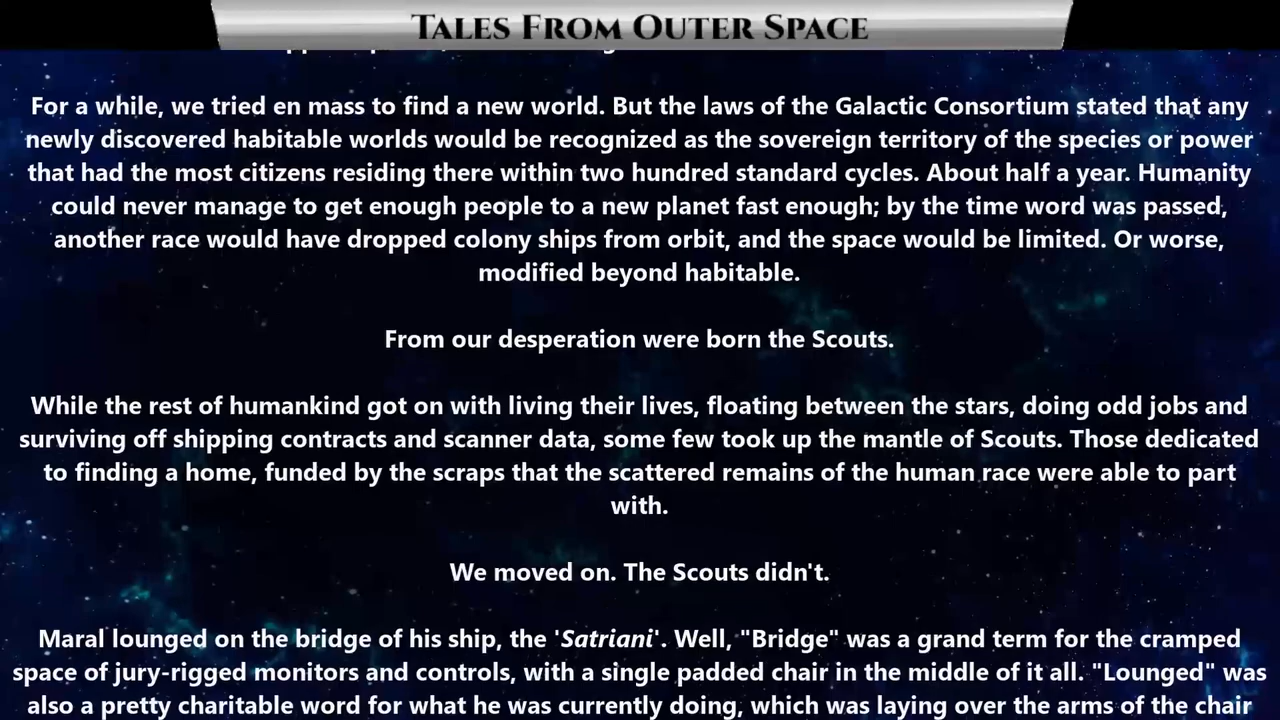 Tales From Outer Space
For a while, we tried en mass to find a new world. But the laws of the Galactic Consortium stated that any
newly discovered habitable worlds would be recognized as the sovereign territory of the species or power
that had the most citizens residing there within two hundred standard cycles. About half a year. Humanity
could never manage to get enough people to a new planet fast enough; by the time word was passed,
another race would have dropped colony ships from orbit, and the space would be limited. Or worse,
modified beyond habitable.
From our desperation were born the Scouts.
While the rest of humankind got on with living their lives, floating between the stars, doing odd jobs and
surviving off shipping contracts and scanner data, some few took up the mantle of Scouts. Those dedicated
to finding a home, funded by the scraps that the scattered remains of the human race were able to part
with.
We moved on. The Scouts didn't.
Maral lounged on the bridge of his ship, the 'Satriani'. Well, "Bridge" was a grand term for the cramped
space of jury-rigged monitors and controls, with a single padded chair in the middle of it all. "Lounged" was
also a pretty charitable word for what he was currently doing, which was laying over the arms of the chair